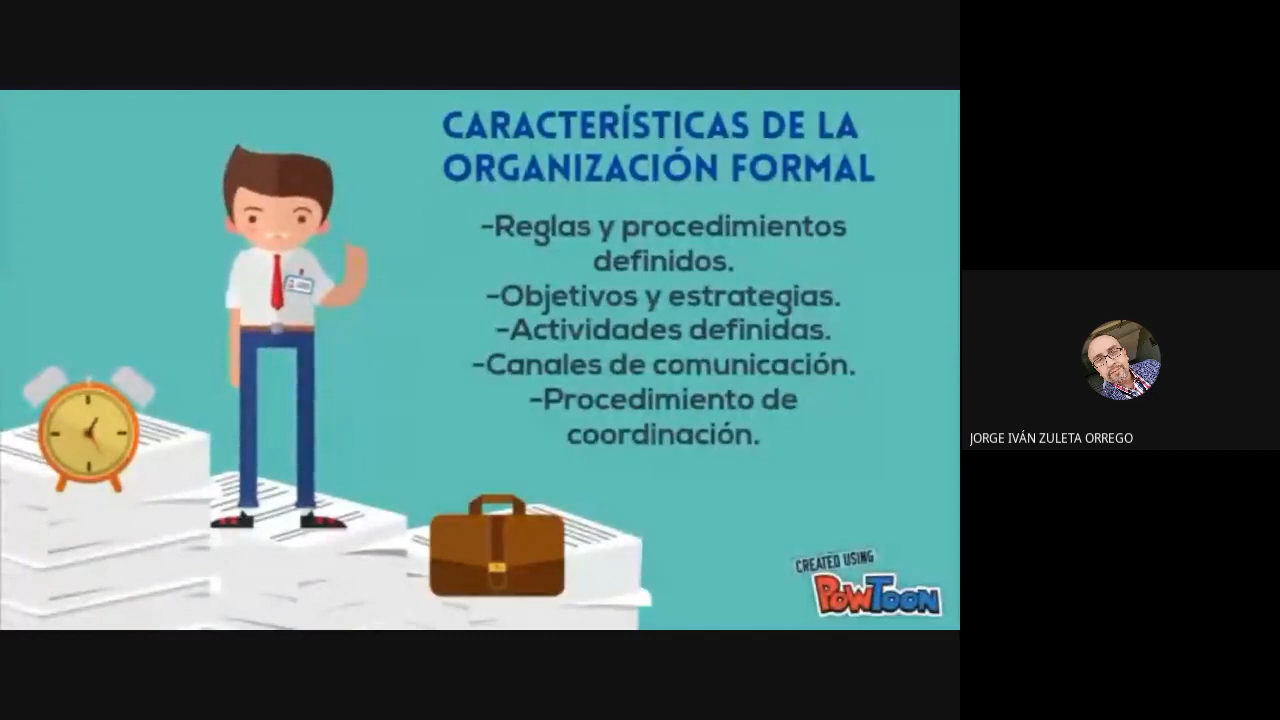 CARACTERÍSTICAS DE LA
ORGANIZACIÓN FORMAL
-Reglas y procedimientos
definidos.
-Objetivos y estrategias.
-Actividades definidas.
-Canales de comunicación.
-Procedimiento de
coordinación.
CREATED USING
POWTOON
JORGE IVÁN ZULETA ORREGO